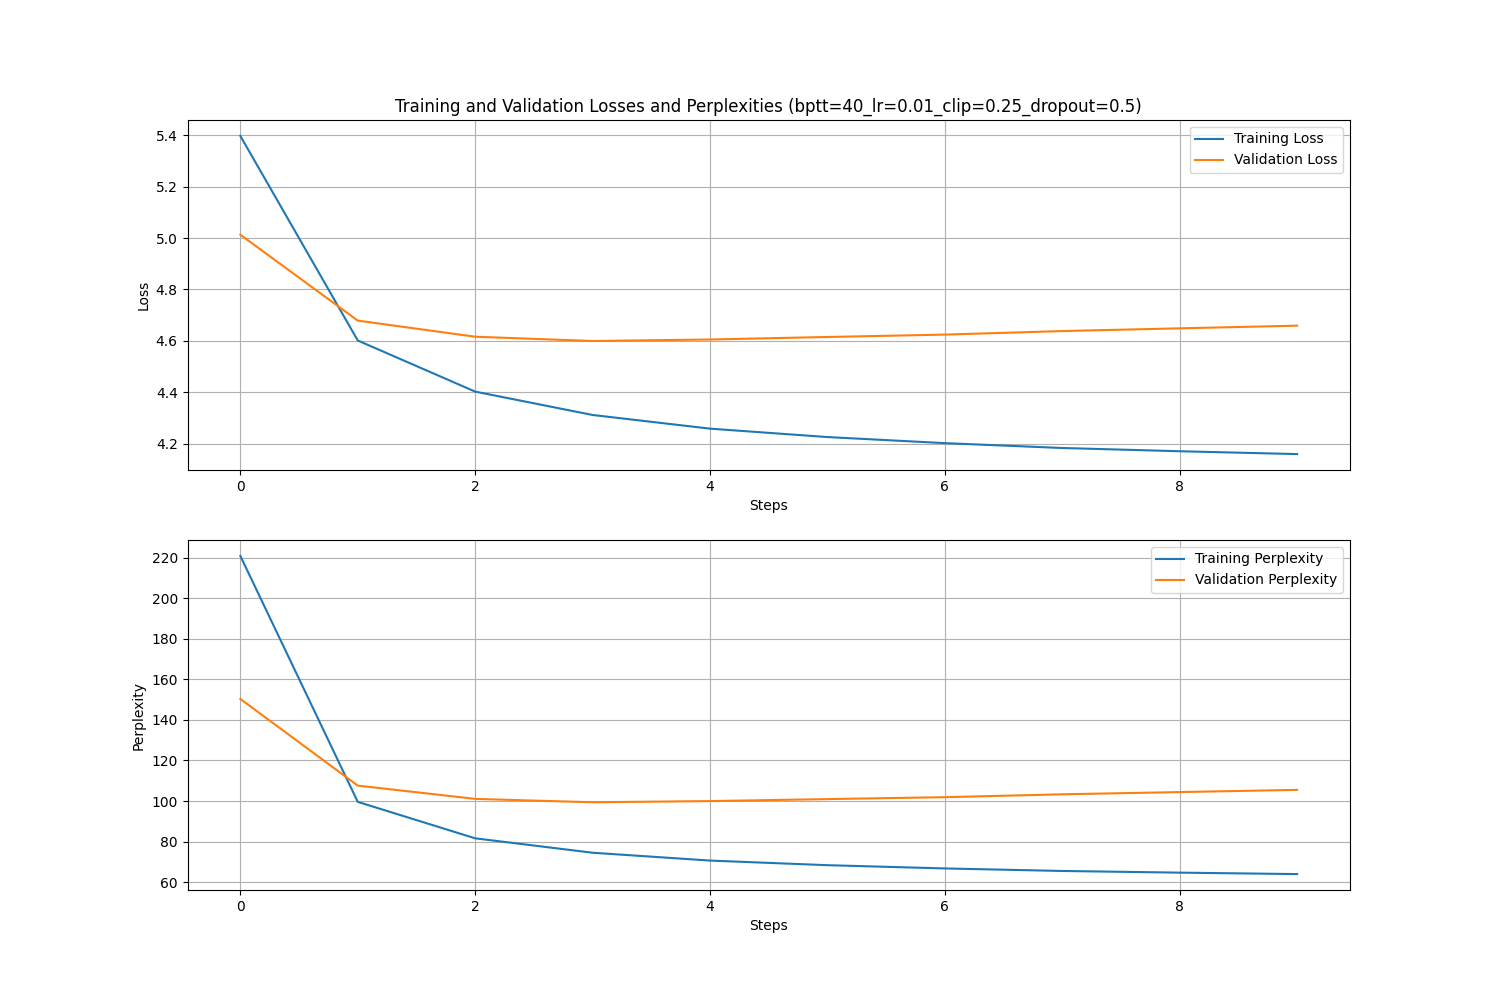 Training and Validation Losses and Perplexities (bptt=40_lr=0.01_clip=0.25_dropout=0.5)
5.4
5.2
5.0
4.8
4.6
4.4
4.2
Loss
Training Loss
Validation Loss
0 2 4 6 8
Steps
220
200
180
160
140
120
100
80
60
Perplexity
Training Perplexity
Validation Perplexity
0 2 4 6 8
Steps